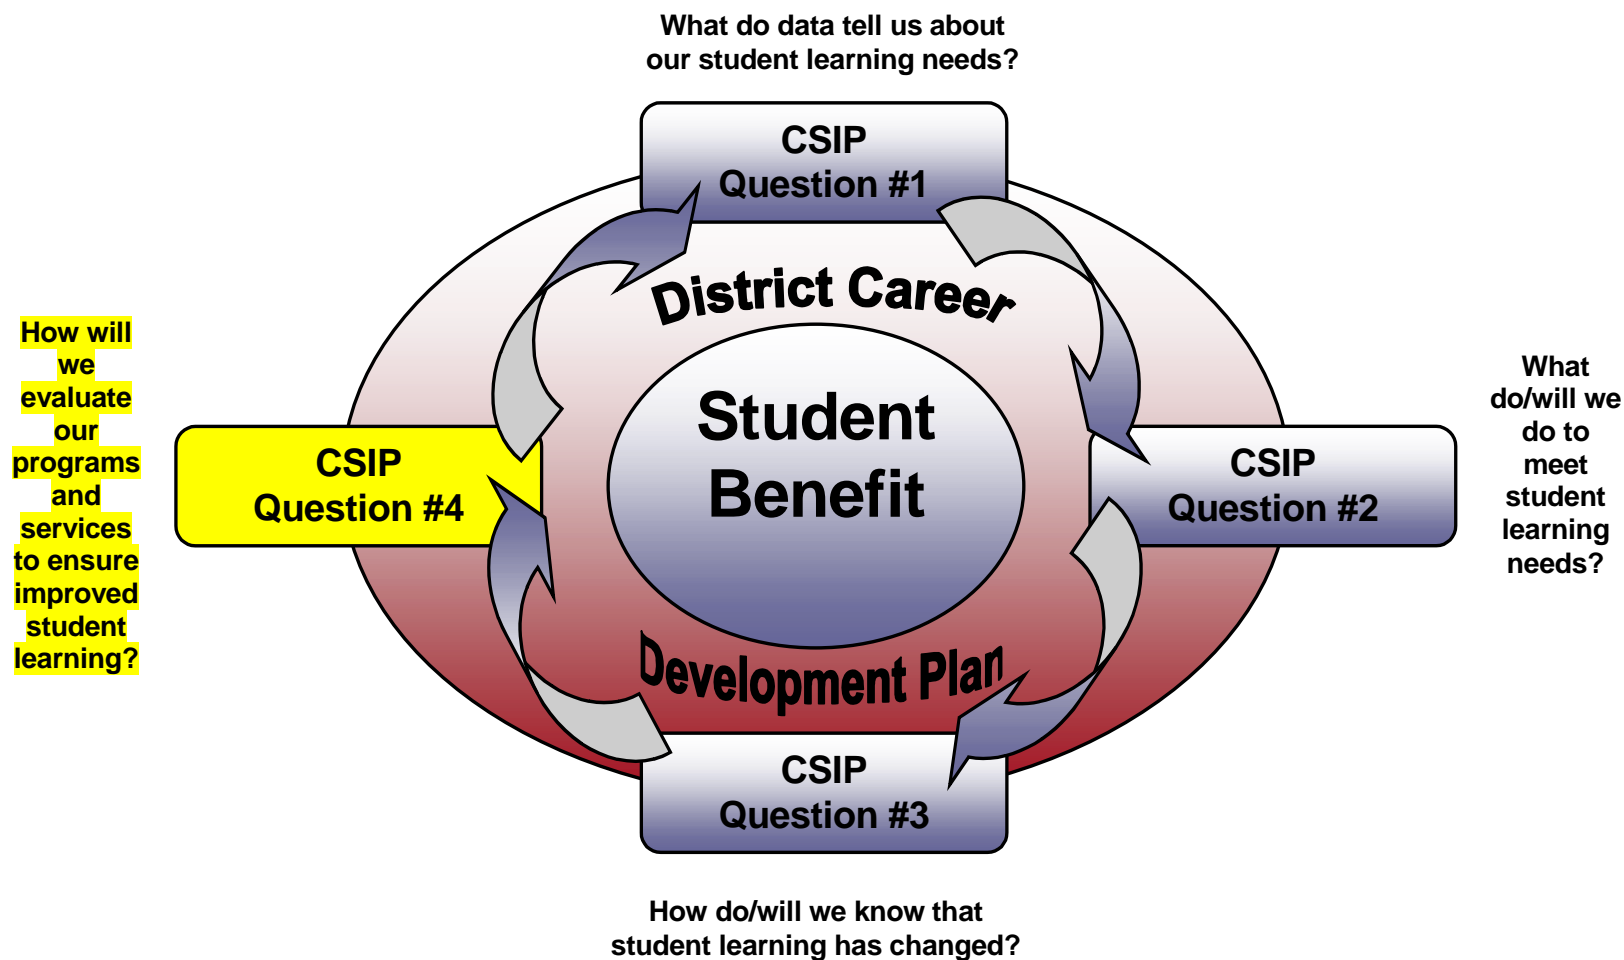 What do data tell us about
our student learning needs?
CSIP
Question #1
District Career
Student
Benefit
Development Plan
How will
we
evaluate
our
programs
and
services
to ensure
improved
student
learning?
CSIP
Question #4
CSIP
Question #2
What
do/will we
do to
meet
student
learning
needs?
CSIP
Question #3
How do/will we know that
student learning has changed?